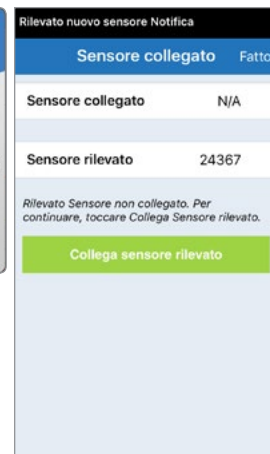 Rilevato nuovo sensore Notifica
Sensore collegato Fatto
Sensore collegato N/A
Sensore rilevato 24367
Rilevato Sensore non collegato. Per
continuare, toccare Collega Sensore rilevato.
Collega sensore rilevato